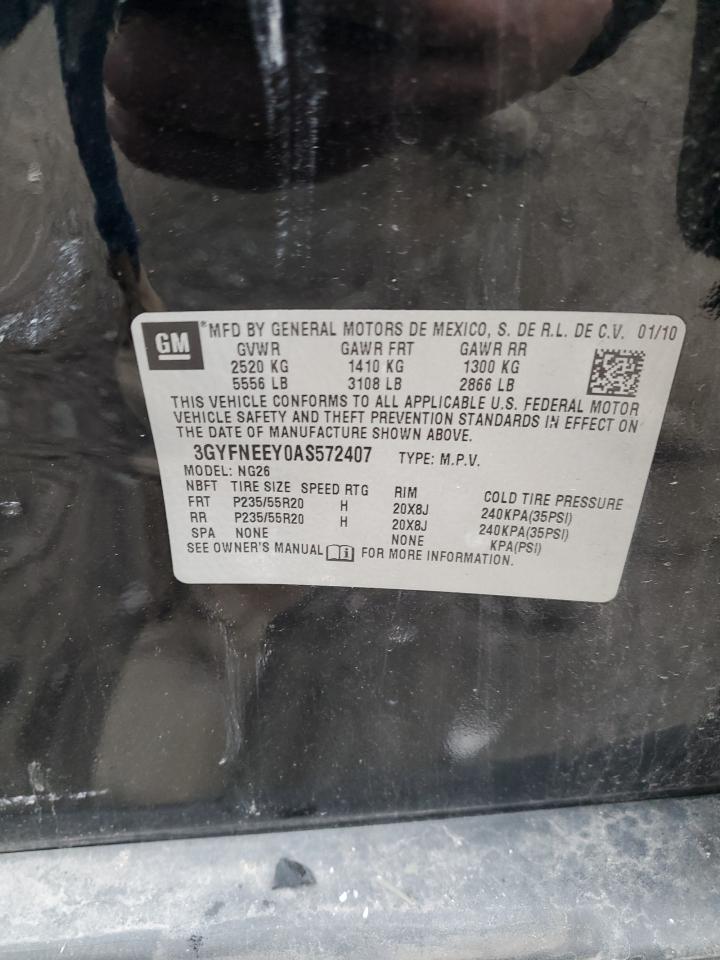 GM *MFD BY GENERAL MOTORS DE MEXICO, S. DE R.L. DE C.V. 01/10
GVWR GAWR FRT GAWR RR
2520 KG 1410 KG 1300 KG
5556 LB 3108 LB 2866 LB
THIS VEHICLE CONFORMS TO ALL APPLICABLE U.S. FEDERAL MOTOR
VEHICLE SAFETY AND THEFT PREVENTION STANDARDS IN EFFECT ON
THE DATE OF MANUFACTURE SHOWN ABOVE.
3GYFNEEY0AS572407 TYPE: M.P.V.
MODEL: NG26
NBFT TIRE SIZE SPEED RTG RIM COLD TIRE PRESSURE
FRT P235/55R20 H 20X8J 240KPA(35PSI)
RR P235/55R20 H 20X8J 240KPA(35PSI)
SPA NONE NONE KPA(PSI)
SEE OWNER'S MANUAL FOR MORE INFORMATION.